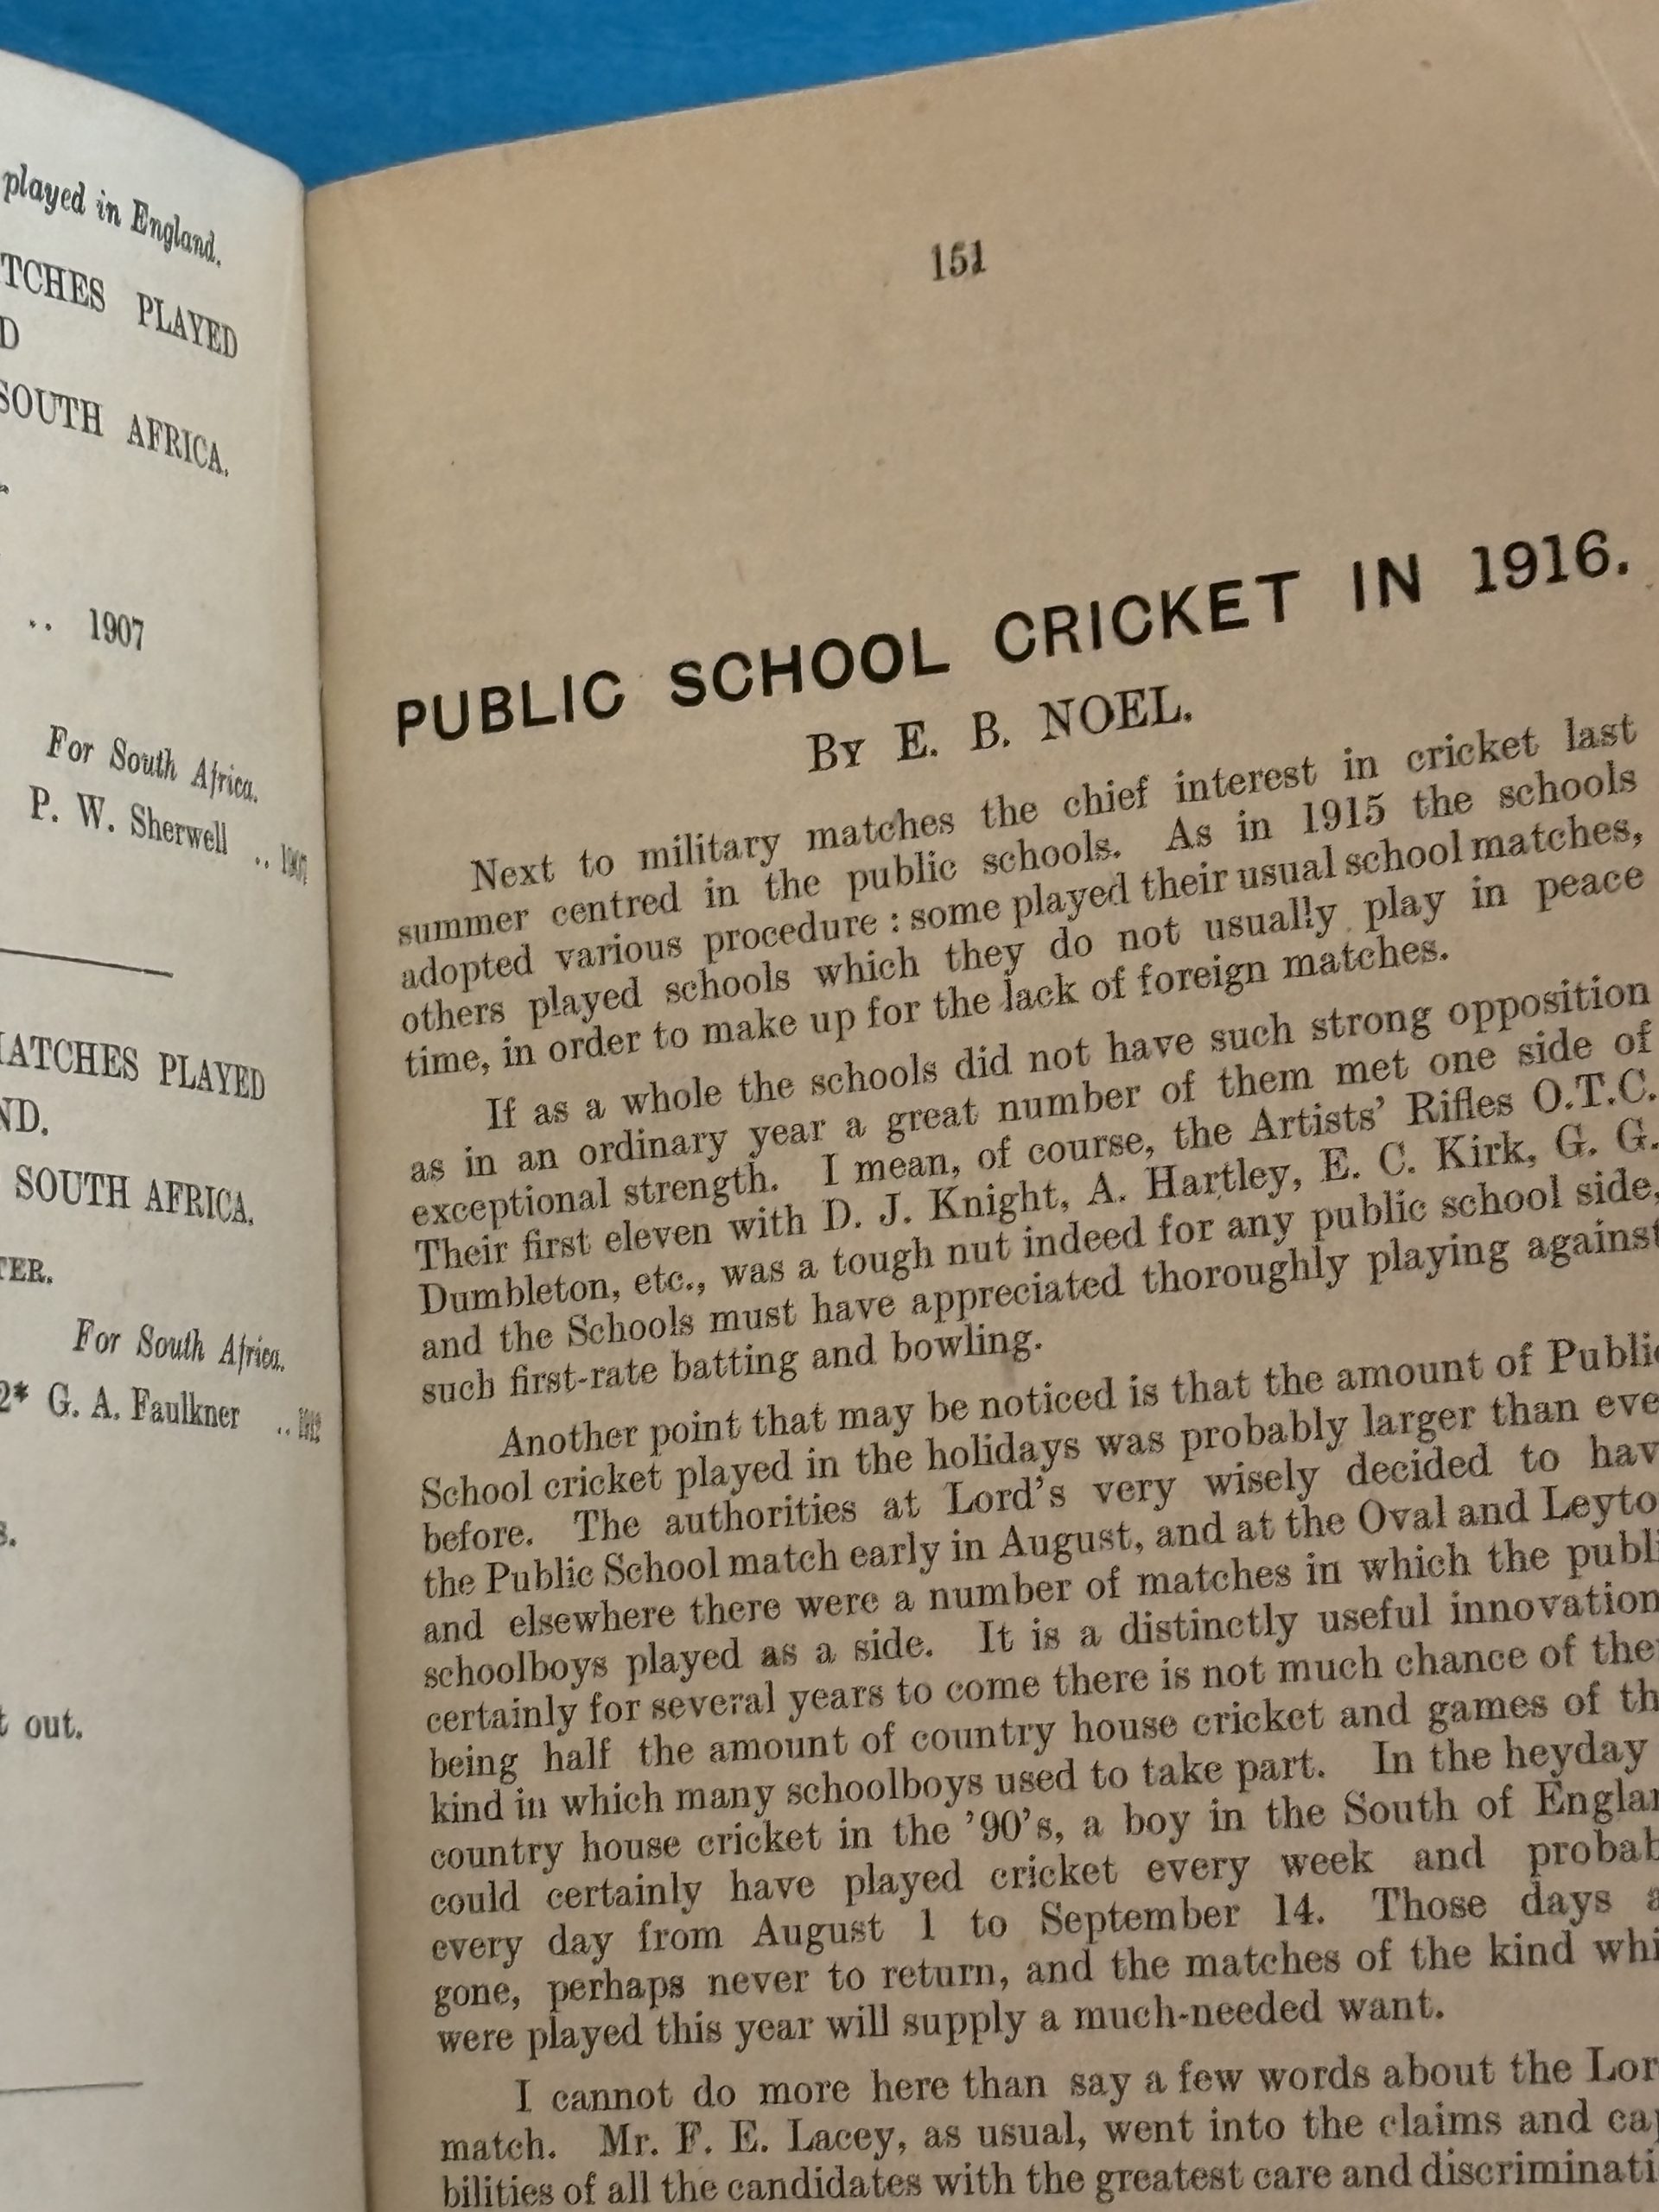 played in England.
TCHES PLAYED
D
SOUTH AFRICA.
.. 1907
For South Africa.
P. W. Sherwell .. 1907
MATCHES PLAYED
ND.
SOUTH AFRICA.
TER.
For South Africa.
2* G. A. Faulkner .. 1912
s.
t out.
151
PUBLIC SCHOOL CRICKET IN 1916.
By E. B. NOEL.
Next to military matches the chief interest in cricket last
summer centred in the public schools. As in 1915 the schools
adopted various procedure : some played their usual school matches,
others played schools which they do not usually play in peace
time, in order to make up for the lack of foreign matches.
If as a whole the schools did not have such strong opposition
as in an ordinary year a great number of them met one side of
exceptional strength. I mean, of course, the Artists' Rifles O.T.C.
Their first eleven with D. J. Knight, A. Hartley, E. C. Kirk, G. G.
Dumbleton, etc., was a tough nut indeed for any public school side,
and the Schools must have appreciated thoroughly playing against
such first-rate batting and bowling.
Another point that may be noticed is that the amount of Public
School cricket played in the holidays was probably larger than eve
before. The authorities at Lord's very wisely decided to hav
the Public School match early in August, and at the Oval and Leyto
and elsewhere there were a number of matches in which the publi
schoolboys played as a side. It is a distinctly useful innovation
certainly for several years to come there is not much chance of the
being half the amount of country house cricket and games of th
kind in which many schoolboys used to take part. In the heyday
country house cricket in the '90's, a boy in the South of Englan
could certainly have played cricket every week and probab
every day from August 1 to September 14. Those days a
gone, perhaps never to return, and the matches of the kind whi
were played this year will supply a much-needed want.
I cannot do more here than say a few words about the Lor
match. Mr. F. E. Lacey, as usual, went into the claims and cap
bilities of all the candidates with the greatest care and discriminati